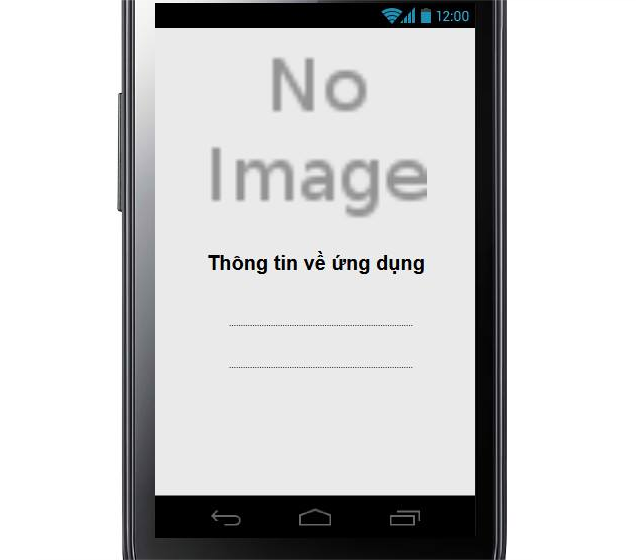 12:00
No
Image
Thông tin về ứng dụng